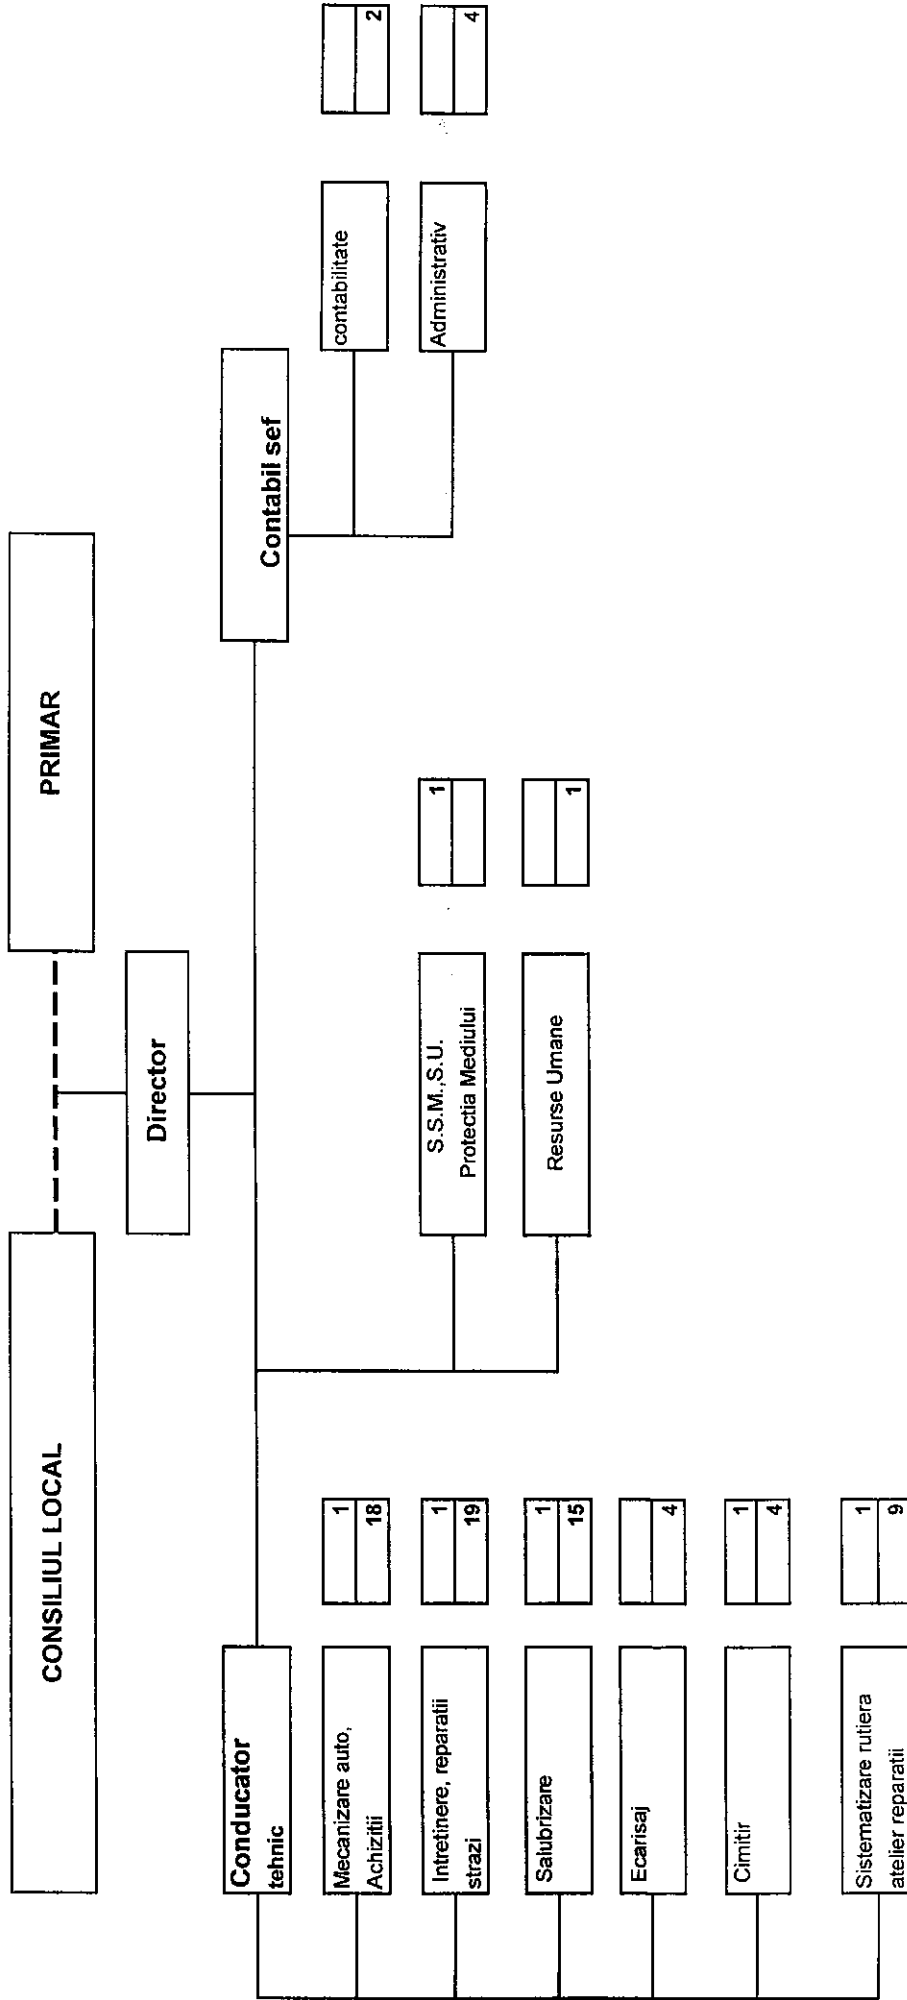 CONSILIUL LOCAL
PRIMAR
Director
Conducator
tehnic
Contabil sef
Mecanizare auto,
Achizitii
1
18
Intretinere, reparatii
strazi
1
19
Salubrizare
1
15
Ecarisaj
4
Cimitir
1
4
Sistematizare rutiera
atelier reparatii
1
9
S.S.M.,S.U.
Protectia Mediului
1
Resurse Umane
1
contabilitate
2
Administrativ
4